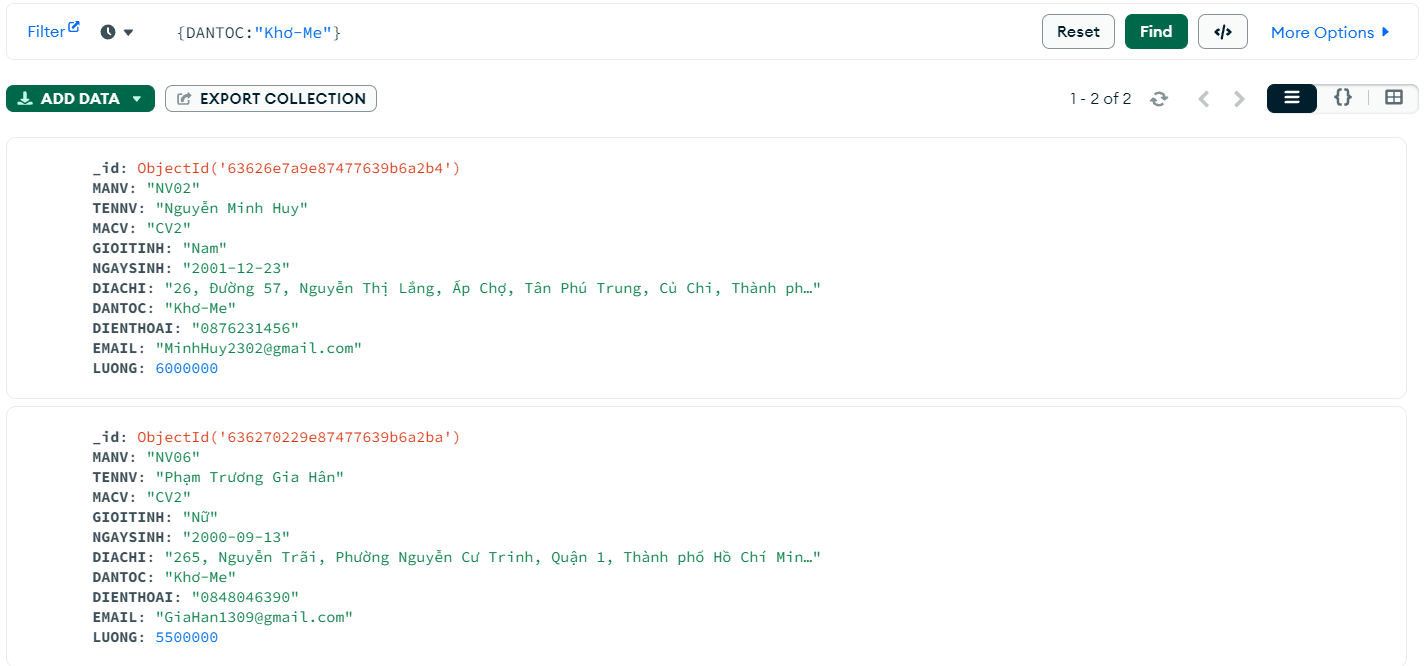 Filter {DANTOC:"Khơ-Me"} Reset Find </> More Options
ADD DATA EXPORT COLLECTION 1 - 2 of 2 {}
_id: ObjectId('63626e7a9e87477639b6a2b4')
MANV: "NV02"
TENNV: "Nguyễn Minh Huy"
MACV: "CV2"
GIOITINH: "Nam"
NGAYSINH: "2001-12-23"
DIACHI: "26, Đường 57, Nguyễn Thị Lắng, Ấp Chợ, Tân Phú Trung, Củ Chi, Thành ph…"
DANTOC: "Khơ-Me"
DIENTHOAI: "0876231456"
EMAIL: "MinhHuy2302@gmail.com"
LUONG: 6000000
_id: ObjectId('636270229e87477639b6a2ba')
MANV: "NV06"
TENNV: "Phạm Trương Gia Hân"
MACV: "CV2"
GIOITINH: "Nữ"
NGAYSINH: "2000-09-13"
DIACHI: "265, Nguyễn Trãi, Phường Nguyễn Cư Trinh, Quận 1, Thành phố Hồ Chí Min…"
DANTOC: "Khơ-Me"
DIENTHOAI: "0848046390"
EMAIL: "GiaHan1309@gmail.com"
LUONG: 5500000